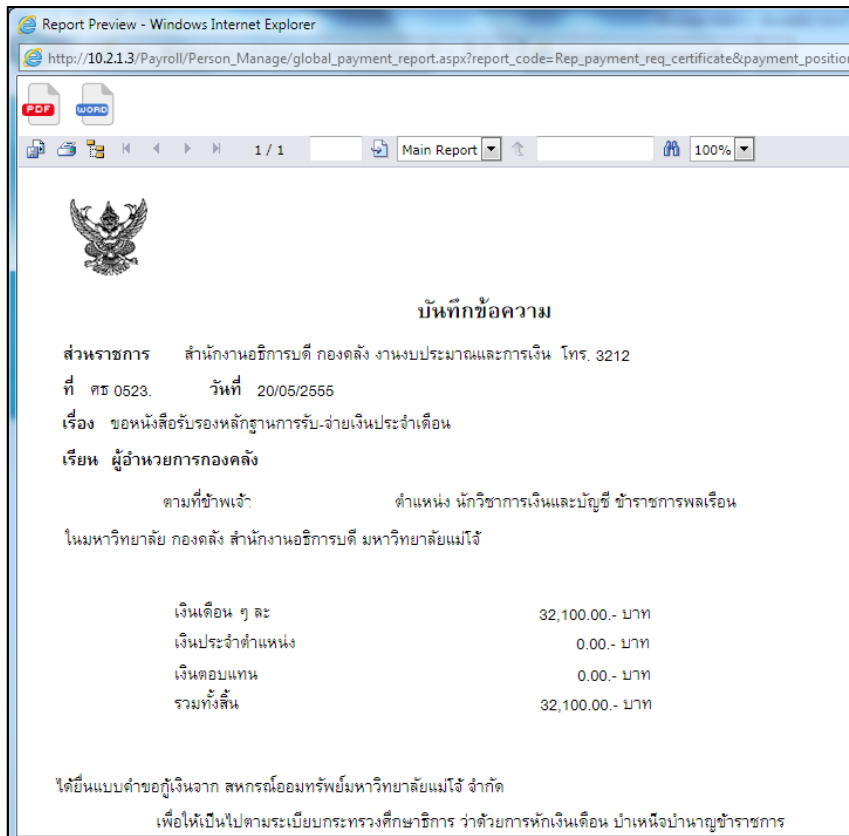 Report Preview - Windows Internet Explorer
http://10.2.1.3/Payroll/Person_Manage/global_payment_report.aspx?report_code=Rep_payment_req_certificate&payment_position
PDF WORD
1 / 1 Main Report 100%
บันทึกข้อความ
ส่วนราชการ สำนักงานอธิการบดี กองคลัง งานงบประมาณและการเงิน โทร. 3212
ที่ ศธ 0523. วันที่ 20/05/2555
เรื่อง ขอหนังสือรับรองหลักฐานการรับ-จ่ายเงินประจำเดือน
เรียน ผู้อำนวยการกองคลัง
ตามที่ข้าพเจ้า ตำแหน่ง นักวิชาการเงินและบัญชี ข้าราชการพลเรือน
ในมหาวิทยาลัย กองคลัง สำนักงานอธิการบดี มหาวิทยาลัยแม่โจ้
เงินเดือน ๆ ละ 32,100.00.- บาท
เงินประจำตำแหน่ง 0.00.- บาท
เงินตอบแทน 0.00.- บาท
รวมทั้งสิ้น 32,100.00.- บาท
ได้ยื่นแบบคำขอกู้เงินจาก สหกรณ์ออมทรัพย์มหาวิทยาลัยแม่โจ้ จำกัด
เพื่อให้เป็นไปตามระเบียบกระทรวงศึกษาธิการ ว่าด้วยการหักเงินเดือน บำเหน็จบำนาญข้าราชการ